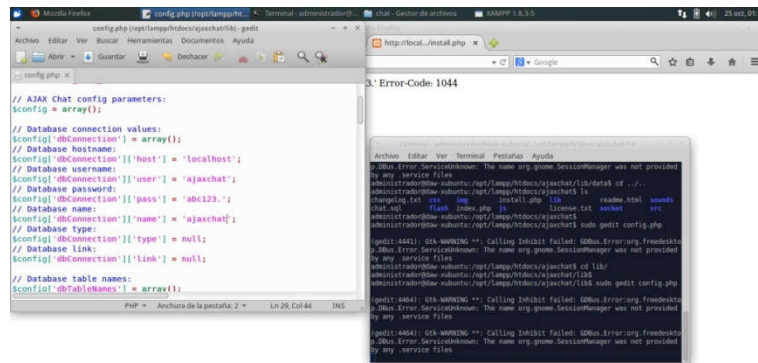 Mozilla Firefox
config.php (/opt/lampp/ht...
Terminal - administrador@...
chat - Gestor de archivos
XAMPP 1.8.3-5
25 oct, 01:
config.php (/opt/lampp/htdocs/ajaxchat/lib) - gedit
Archivo Editar Ver Buscar Herramientas Documentos Ayuda
Abrir Guardar Deshacer
config.php
// AJAX Chat config parameters:
$config = array();
// Database connection values:
$config['dbConnection'] = array();
// Database hostname:
$config['dbConnection']['host'] = 'localhost';
// Database username:
$config['dbConnection']['user'] = 'ajaxchat';
// Database password:
$config['dbConnection']['pass'] = 'abc123.';
// Database name:
$config['dbConnection']['name'] = 'ajaxchat';
// Database type:
$config['dbConnection']['type'] = null;
// Database link:
$config['dbConnection']['link'] = null;
// Database table names:
$config['dbTableNames'] = array();
PHP Anchura de la pestaña: 2 Ln 29, Col 44 INS
http://local.../install.php
Google
3.' Error-Code: 1044
Archivo Editar Ver Terminal Pestañas Ayuda
p.DBus.Error.ServiceUnknown: The name org.gnome.SessionManager was not provided
by any .service files
administrador@daw-xubuntu:/opt/lampp/htdocs/ajaxchat/lib/data$ cd ../..
administrador@daw-xubuntu:/opt/lampp/htdocs/ajaxchat$ ls
changelog.txt css img install.php lib readme.html sounds
chat.sql flash index.php js license.txt socket src
administrador@daw-xubuntu:/opt/lampp/htdocs/ajaxchat$
administrador@daw-xubuntu:/opt/lampp/htdocs/ajaxchat$ sudo gedit config.php
(gedit:4441): Gtk-WARNING **: Calling Inhibit failed: GDBus.Error:org.freedeskto
p.DBus.Error.ServiceUnknown: The name org.gnome.SessionManager was not provided
by any .service files
administrador@daw-xubuntu:/opt/lampp/htdocs/ajaxchat$ cd lib/
administrador@daw-xubuntu:/opt/lampp/htdocs/ajaxchat/lib$
administrador@daw-xubuntu:/opt/lampp/htdocs/ajaxchat/lib$ sudo gedit config.php
(gedit:4464): Gtk-WARNING **: Calling Inhibit failed: GDBus.Error:org.freedeskto
p.DBus.Error.ServiceUnknown: The name org.gnome.SessionManager was not provided
by any .service files
(gedit:4464): Gtk-WARNING **: Calling Inhibit failed: GDBus.Error:org.freedeskto
p.DBus.Error.ServiceUnknown: The name org.gnome.SessionManager was not provided
by any .service files